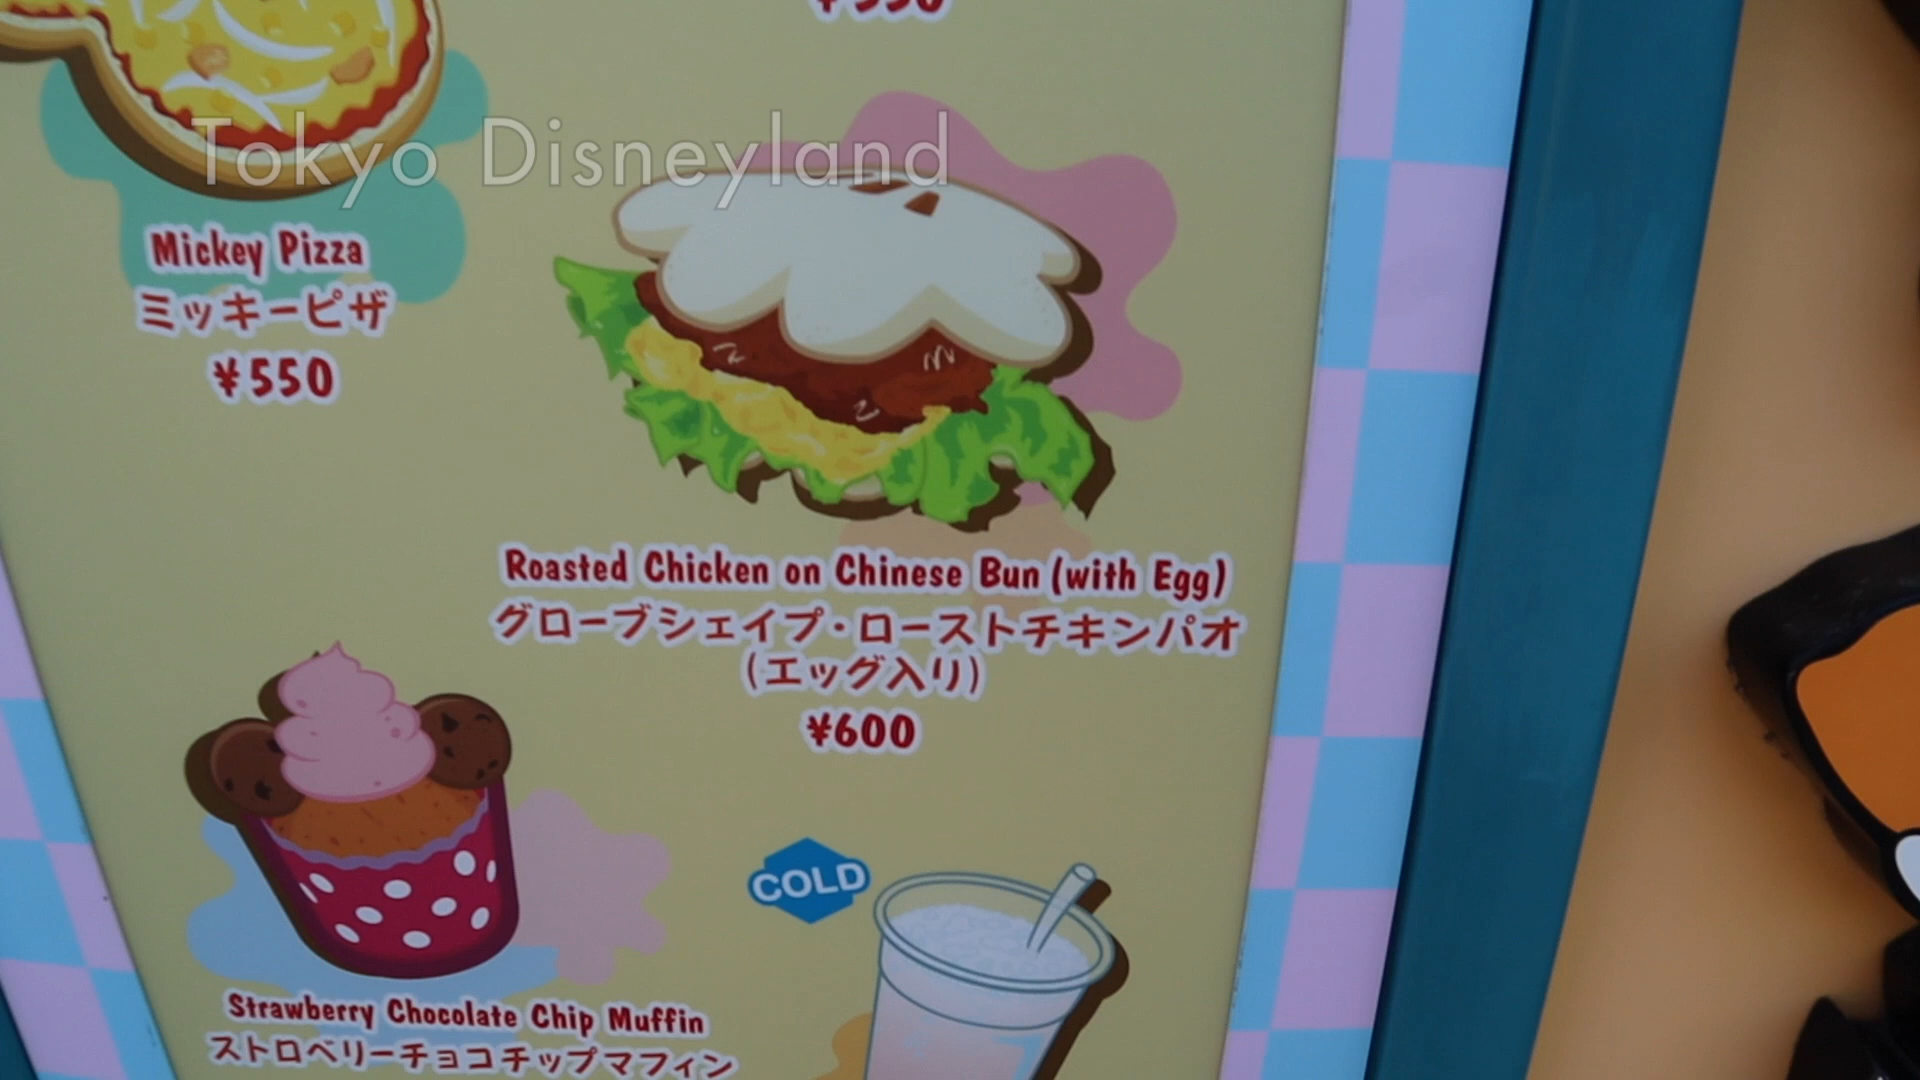 Tokyo Disneyland
Mickey Pizza
ミッキーピザ
¥550
Roasted Chicken on Chinese Bun (with Egg)
グローブシェイプ・ローストチキンパオ
(エッグ入り)
¥600
COLD
Strawberry Chocolate Chip Muffin
ストロベリーチョコチップマフィン